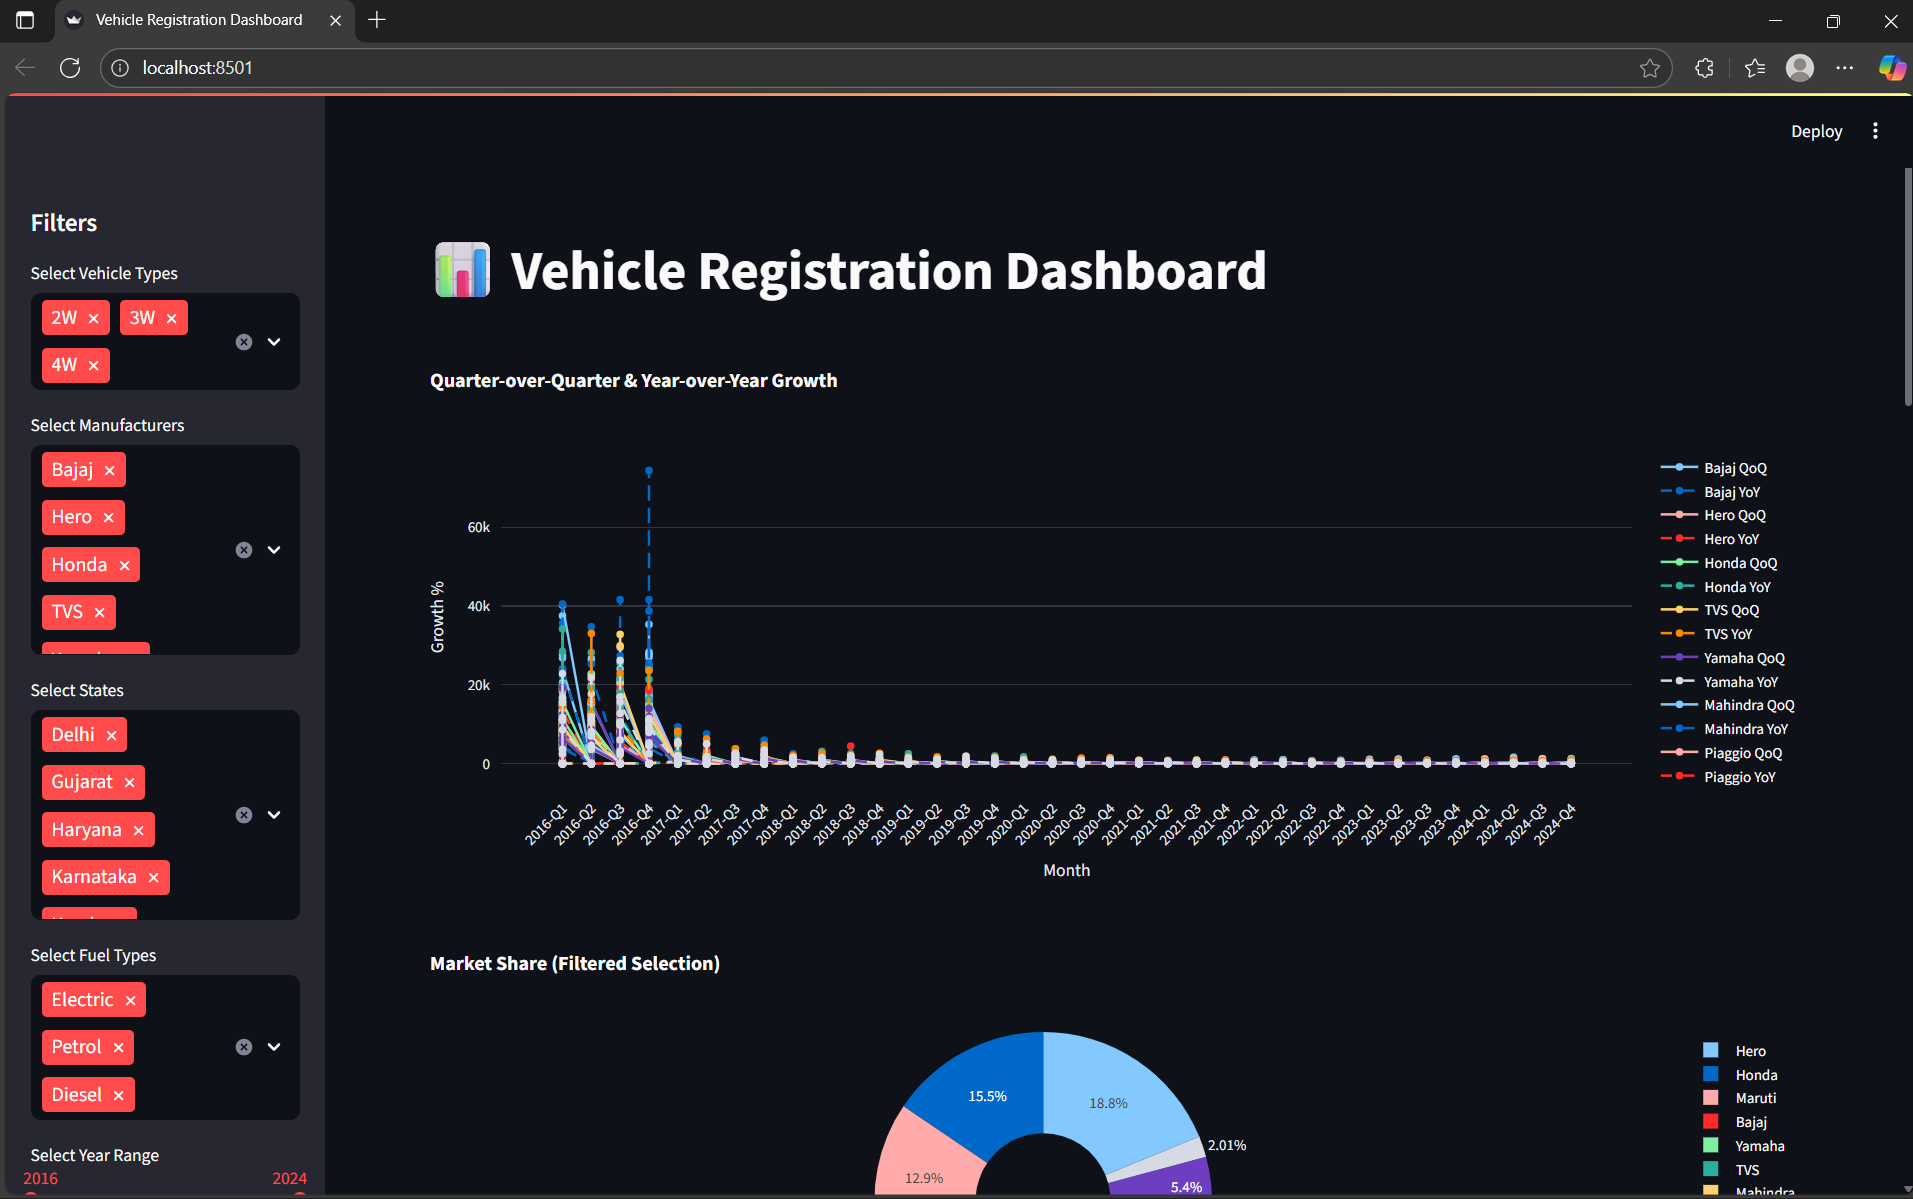 Vehicle Registration Dashboard
localhost:8501
Deploy
Filters
Select Vehicle Types
2W
3W
4W
Select Manufacturers
Bajaj
Hero
Honda
TVS
Select States
Delhi
Gujarat
Haryana
Karnataka
Select Fuel Types
Electric
Petrol
Diesel
Select Year Range
2016
2024
Vehicle Registration Dashboard
Quarter-over-Quarter & Year-over-Year Growth
Growth %
60k
40k
20k
0
2016-Q1
2016-Q2
2016-Q3
2016-Q4
2017-Q1
2017-Q2
2017-Q3
2017-Q4
2018-Q1
2018-Q2
2018-Q3
2018-Q4
2019-Q1
2019-Q2
2019-Q3
2019-Q4
2020-Q1
2020-Q2
2020-Q3
2020-Q4
2021-Q1
2021-Q2
2021-Q3
2021-Q4
2022-Q1
2022-Q2
2022-Q3
2022-Q4
2023-Q1
2023-Q2
2023-Q3
2023-Q4
2024-Q1
2024-Q2
2024-Q3
2024-Q4
Month
Bajaj QoQ
Bajaj YoY
Hero QoQ
Hero YoY
Honda QoQ
Honda YoY
TVS QoQ
TVS YoY
Yamaha QoQ
Yamaha YoY
Mahindra QoQ
Mahindra YoY
Piaggio QoQ
Piaggio YoY
Market Share (Filtered Selection)
15.5%
18.8%
2.01%
12.9%
5.4%
Hero
Honda
Maruti
Bajaj
Yamaha
TVS
Mahindra